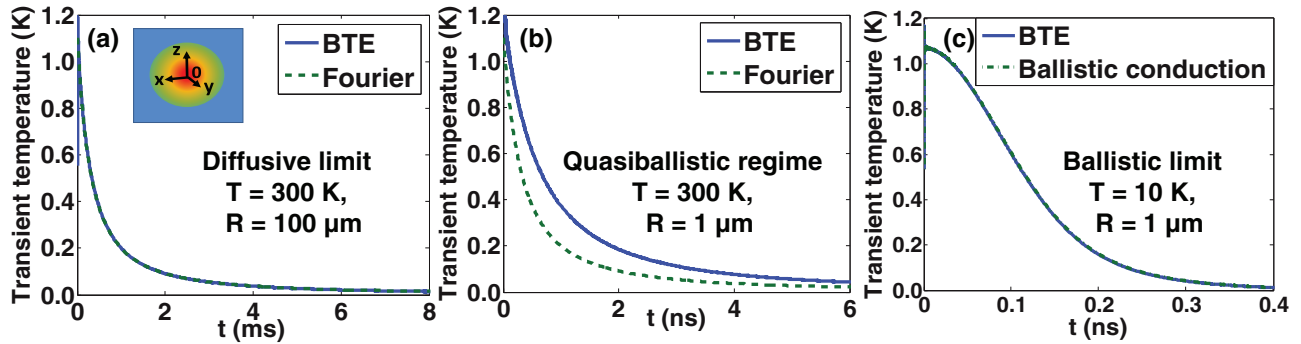 Transient temperature (K)
1.2
1.0
0.8
0.6
0.4
0.2
0.0
(a)
z
0
x
y
BTE
Fourier
Diffusive limit
T = 300 K,
R = 100 µm
0
2
4
6
8
t (ms)
Transient temperature (K)
1.2
1.0
0.8
0.6
0.4
0.2
0.0
(b)
BTE
Fourier
Quasiballistic regime
T = 300 K,
R = 1 µm
0
2
4
6
t (ns)
Transient temperature (K)
1.2
1.0
0.8
0.6
0.4
0.2
0.0
(c)
BTE
Ballistic conduction
Ballistic limit
T = 10 K,
R = 1 µm
0
0.1
0.2
0.3
0.4
t (ns)